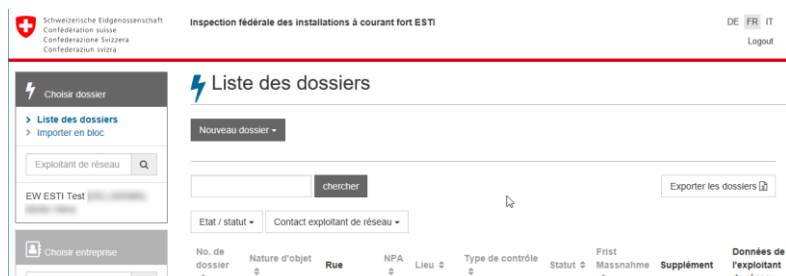 Schweizerische Eidgenossenschaft
Confédération suisse
Confederazione Svizzera
Confederaziun svizra
Inspection fédérale des installations à courant fort ESTI
DE FR IT
Logout
Choisir dossier
Liste des dossiers
Importer en bloc
Exploitant de réseau
EW ESTI Test
Choisir entreprise
Liste des dossiers
Nouveau dossier
chercher
Exporter les dossiers
Etat / statut
Contact exploitant de réseau
No. de dossier
Nature d'objet
Rue
NPA
Lieu
Type de contrôle
Statut
Frist Massnahme
Supplément
Données de l'exploitant